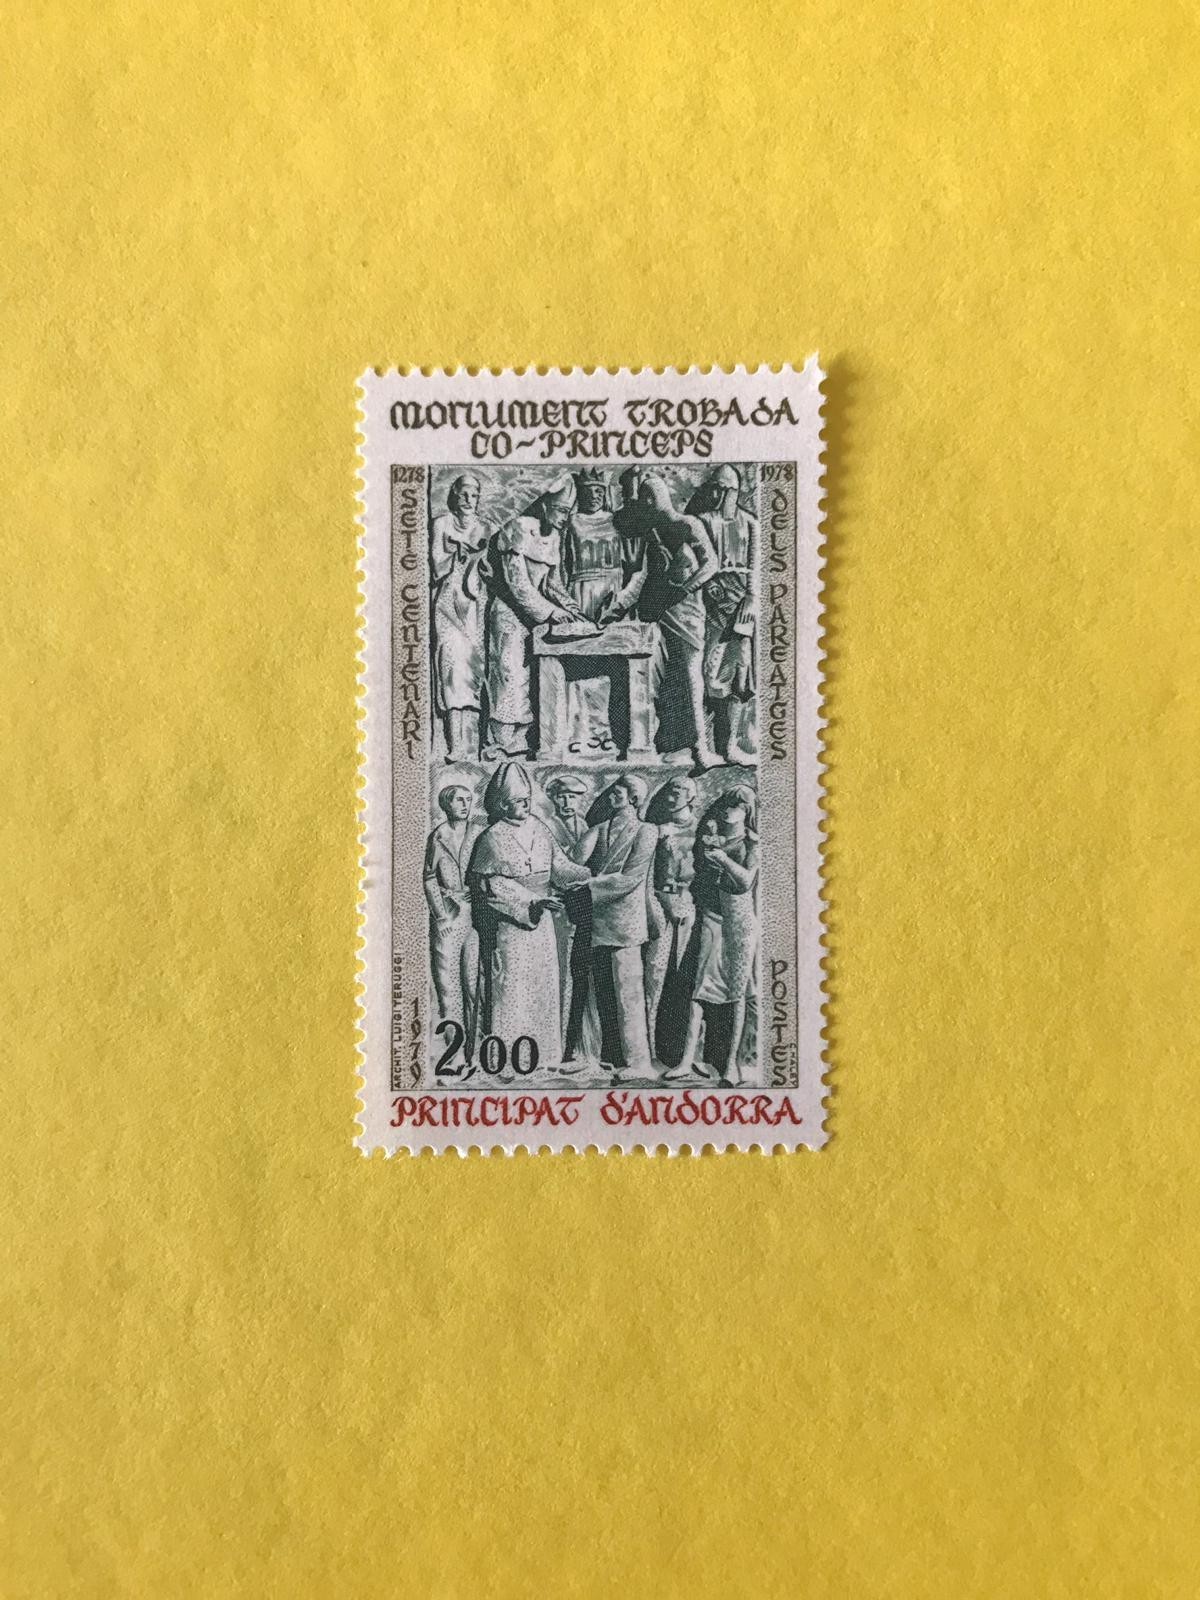 MONUMENT TROBADA
CO-PRINCEPS
1278
1978
SETE CENTENARI
DELS PAREATGES
POSTES
ARCHIT. LUIGI TERUGGI
1979
2,00
CHALEY
PRINCIPAT D'ANDORRA